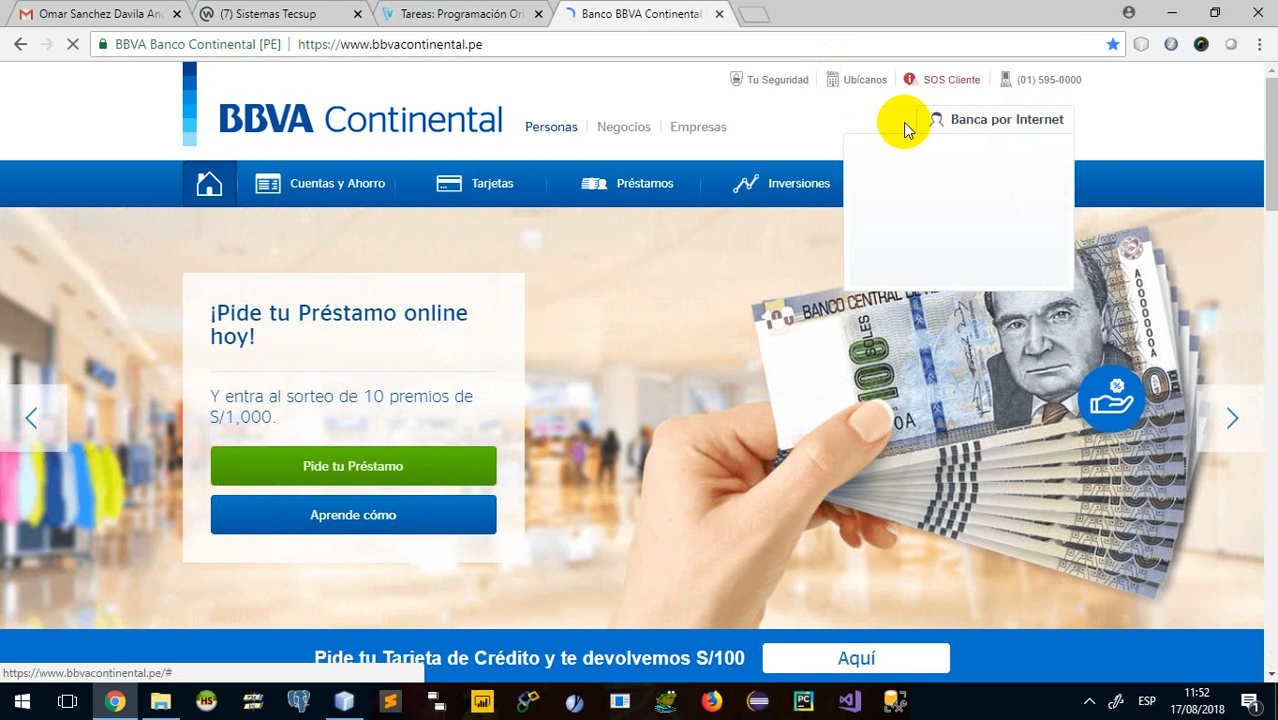 Omar Sanchez Davila And
(7) Sistemas Tecsup
Tareas: Programación Ori
Banco BBVA Continental
BBVA Banco Continental [PE]
https://www.bbvacontinental.pe
Tu Seguridad
Ubícanos
SOS Cliente
(01) 595-0000
BBVA Continental
Personas
Negocios
Empresas
Banca por Internet
Cuentas y Ahorro
Tarjetas
Préstamos
Inversiones
¡Pide tu Préstamo online
hoy!
Y entra al sorteo de 10 premios de
S/1,000.
Pide tu Préstamo
Aprende cómo
BANCO CENTRAL DE
100
SOLES
Pide tu Tarjeta de Crédito y te devolvemos S/100
Aquí
https://www.bbvacontinental.pe/#
ESP
11:52
17/08/2018